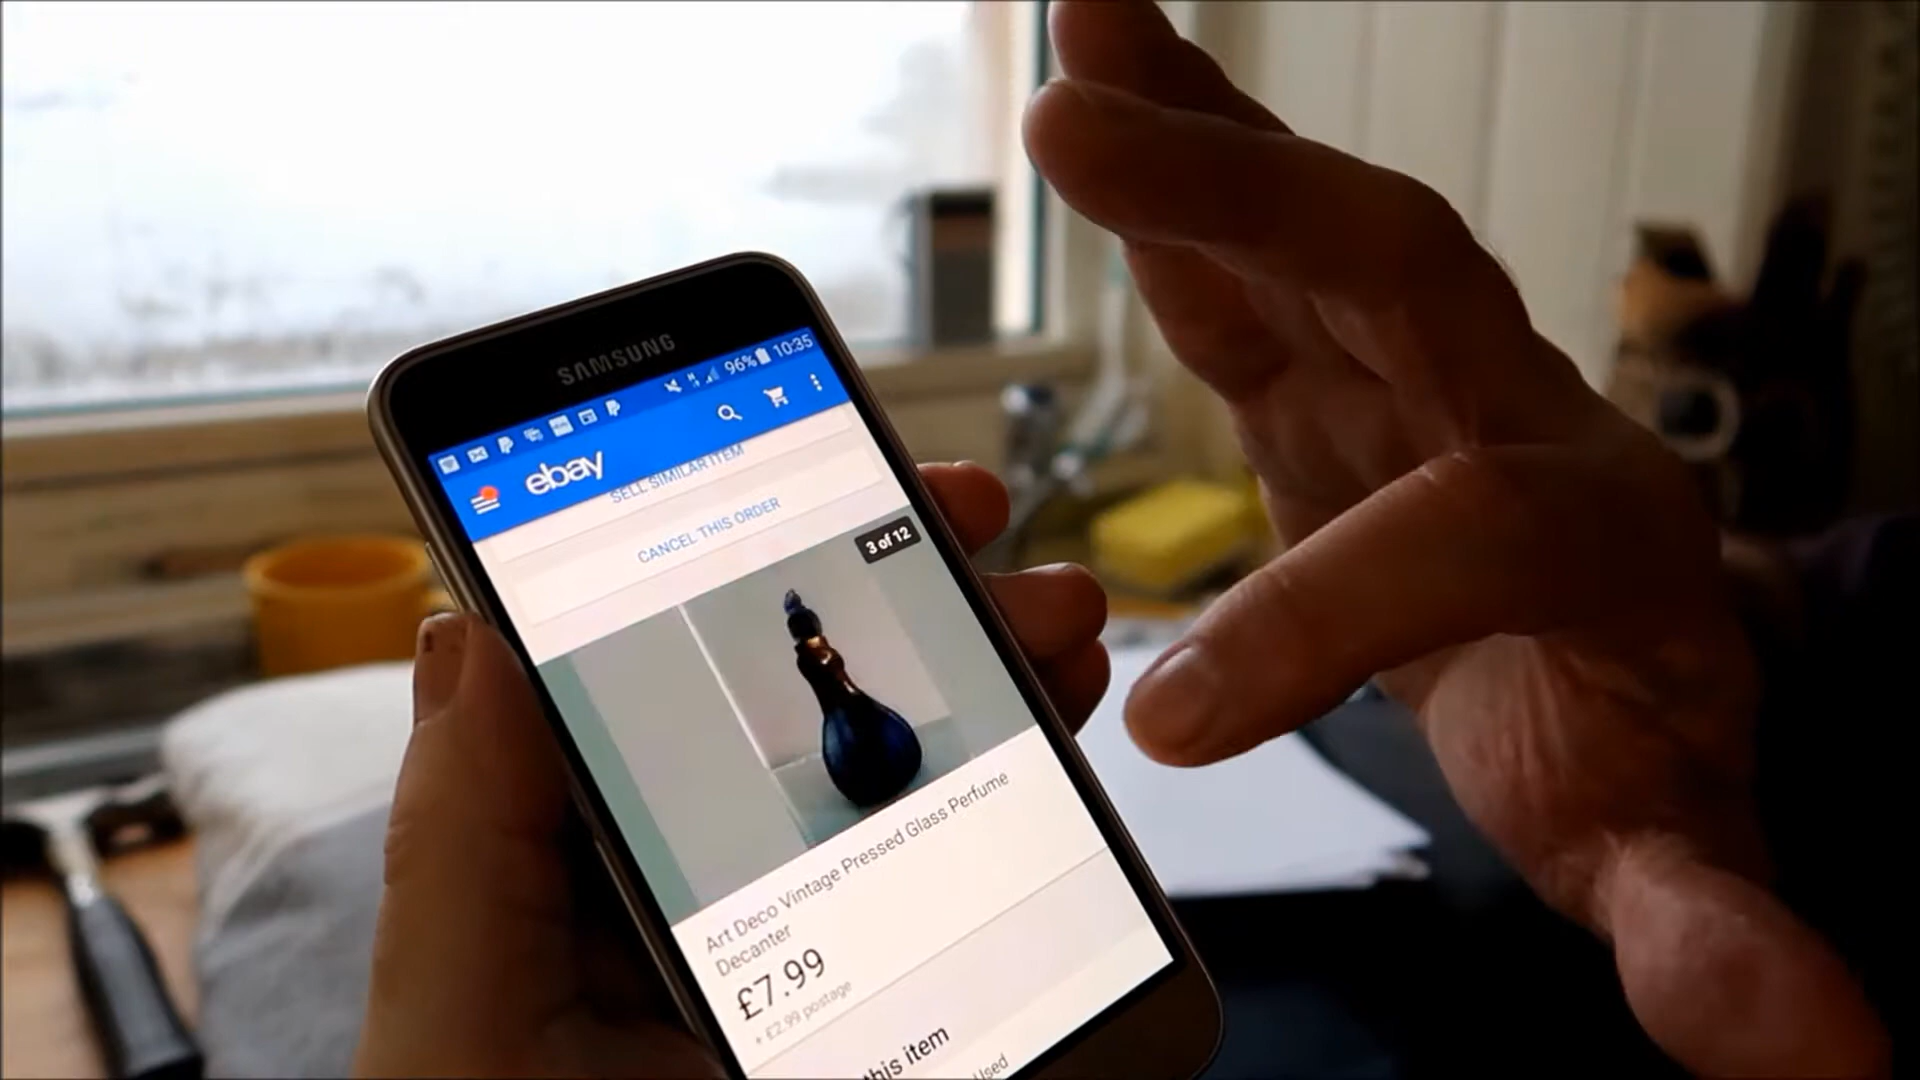 SAMSUNG
96% 10:35
ebay
SELL SIMILAR ITEM
CANCEL THIS ORDER
3 of 12
Art Deco Vintage Pressed Glass Perfume
Decanter
£7.99
+ £2.99 postage
this item
Used